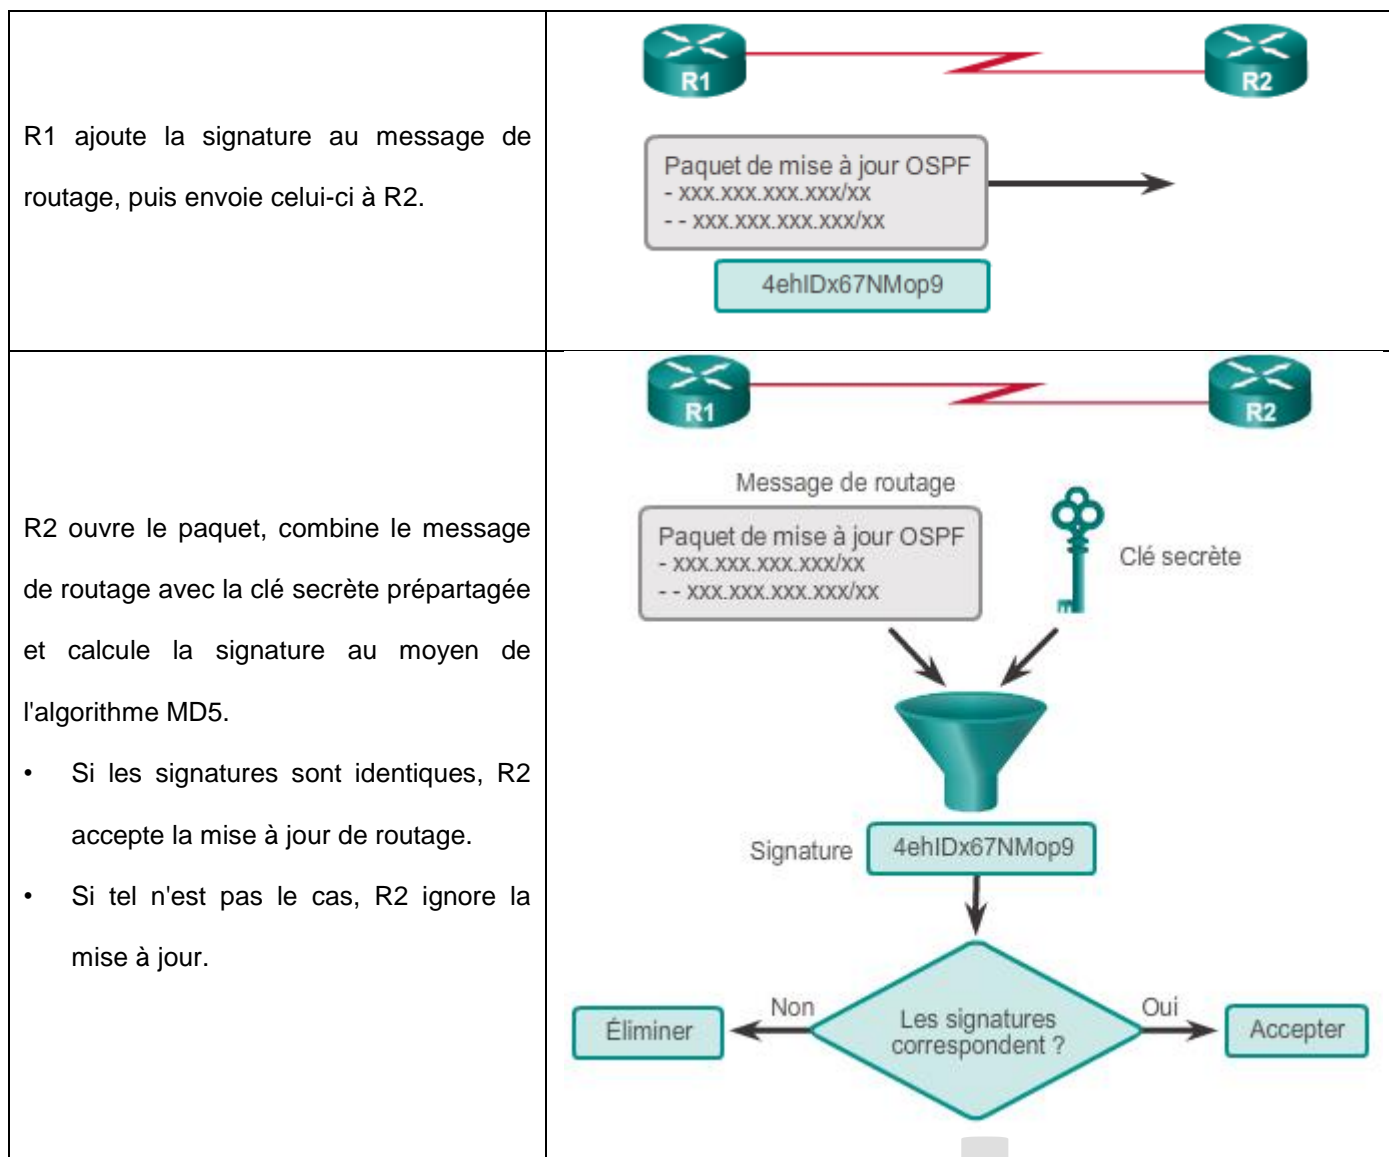 R1 ajoute la signature au message de
routage, puis envoie celui-ci à R2.
R1
R2
Paquet de mise à jour OSPF
- xxx.xxx.xxx.xxx/xx
- - xxx.xxx.xxx.xxx/xx
4ehIDx67NMop9
R2 ouvre le paquet, combine le message
de routage avec la clé secrète prépartagée
et calcule la signature au moyen de
l'algorithme MD5.
• Si les signatures sont identiques, R2
accepte la mise à jour de routage.
• Si tel n'est pas le cas, R2 ignore la
mise à jour.
R1
R2
Message de routage
Paquet de mise à jour OSPF
- xxx.xxx.xxx.xxx/xx
- - xxx.xxx.xxx.xxx/xx
Clé secrète
Signature
4ehIDx67NMop9
Non
Oui
Éliminer
Les signatures
correspondent ?
Accepter